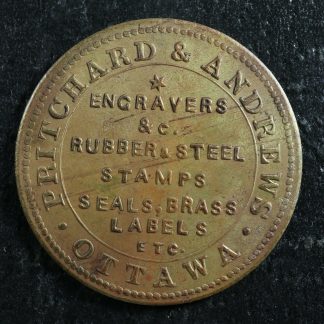 PRITCHARD & ANDREWS
★
ENGRAVERS
&c.
RUBBER & STEEL
STAMPS
SEALS, BRASS
LABELS
ETC.
• OTTAWA •